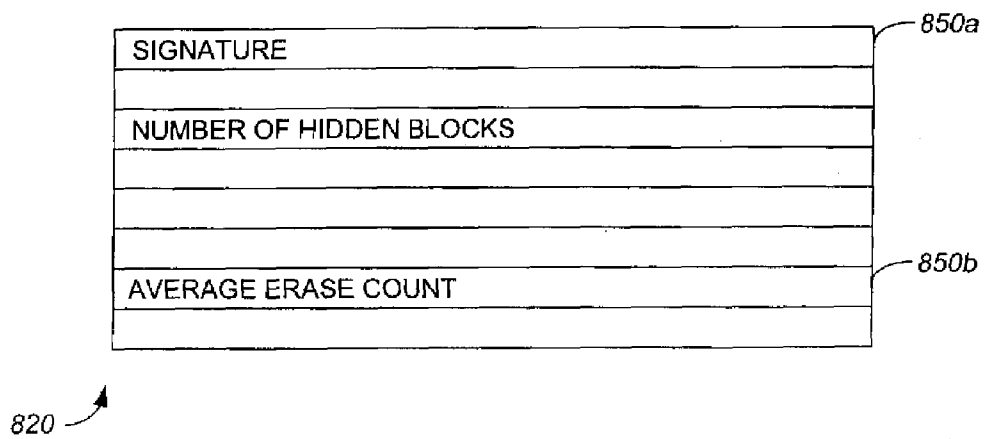 850a
SIGNATURE
NUMBER OF HIDDEN BLOCKS
850b
AVERAGE ERASE COUNT
820